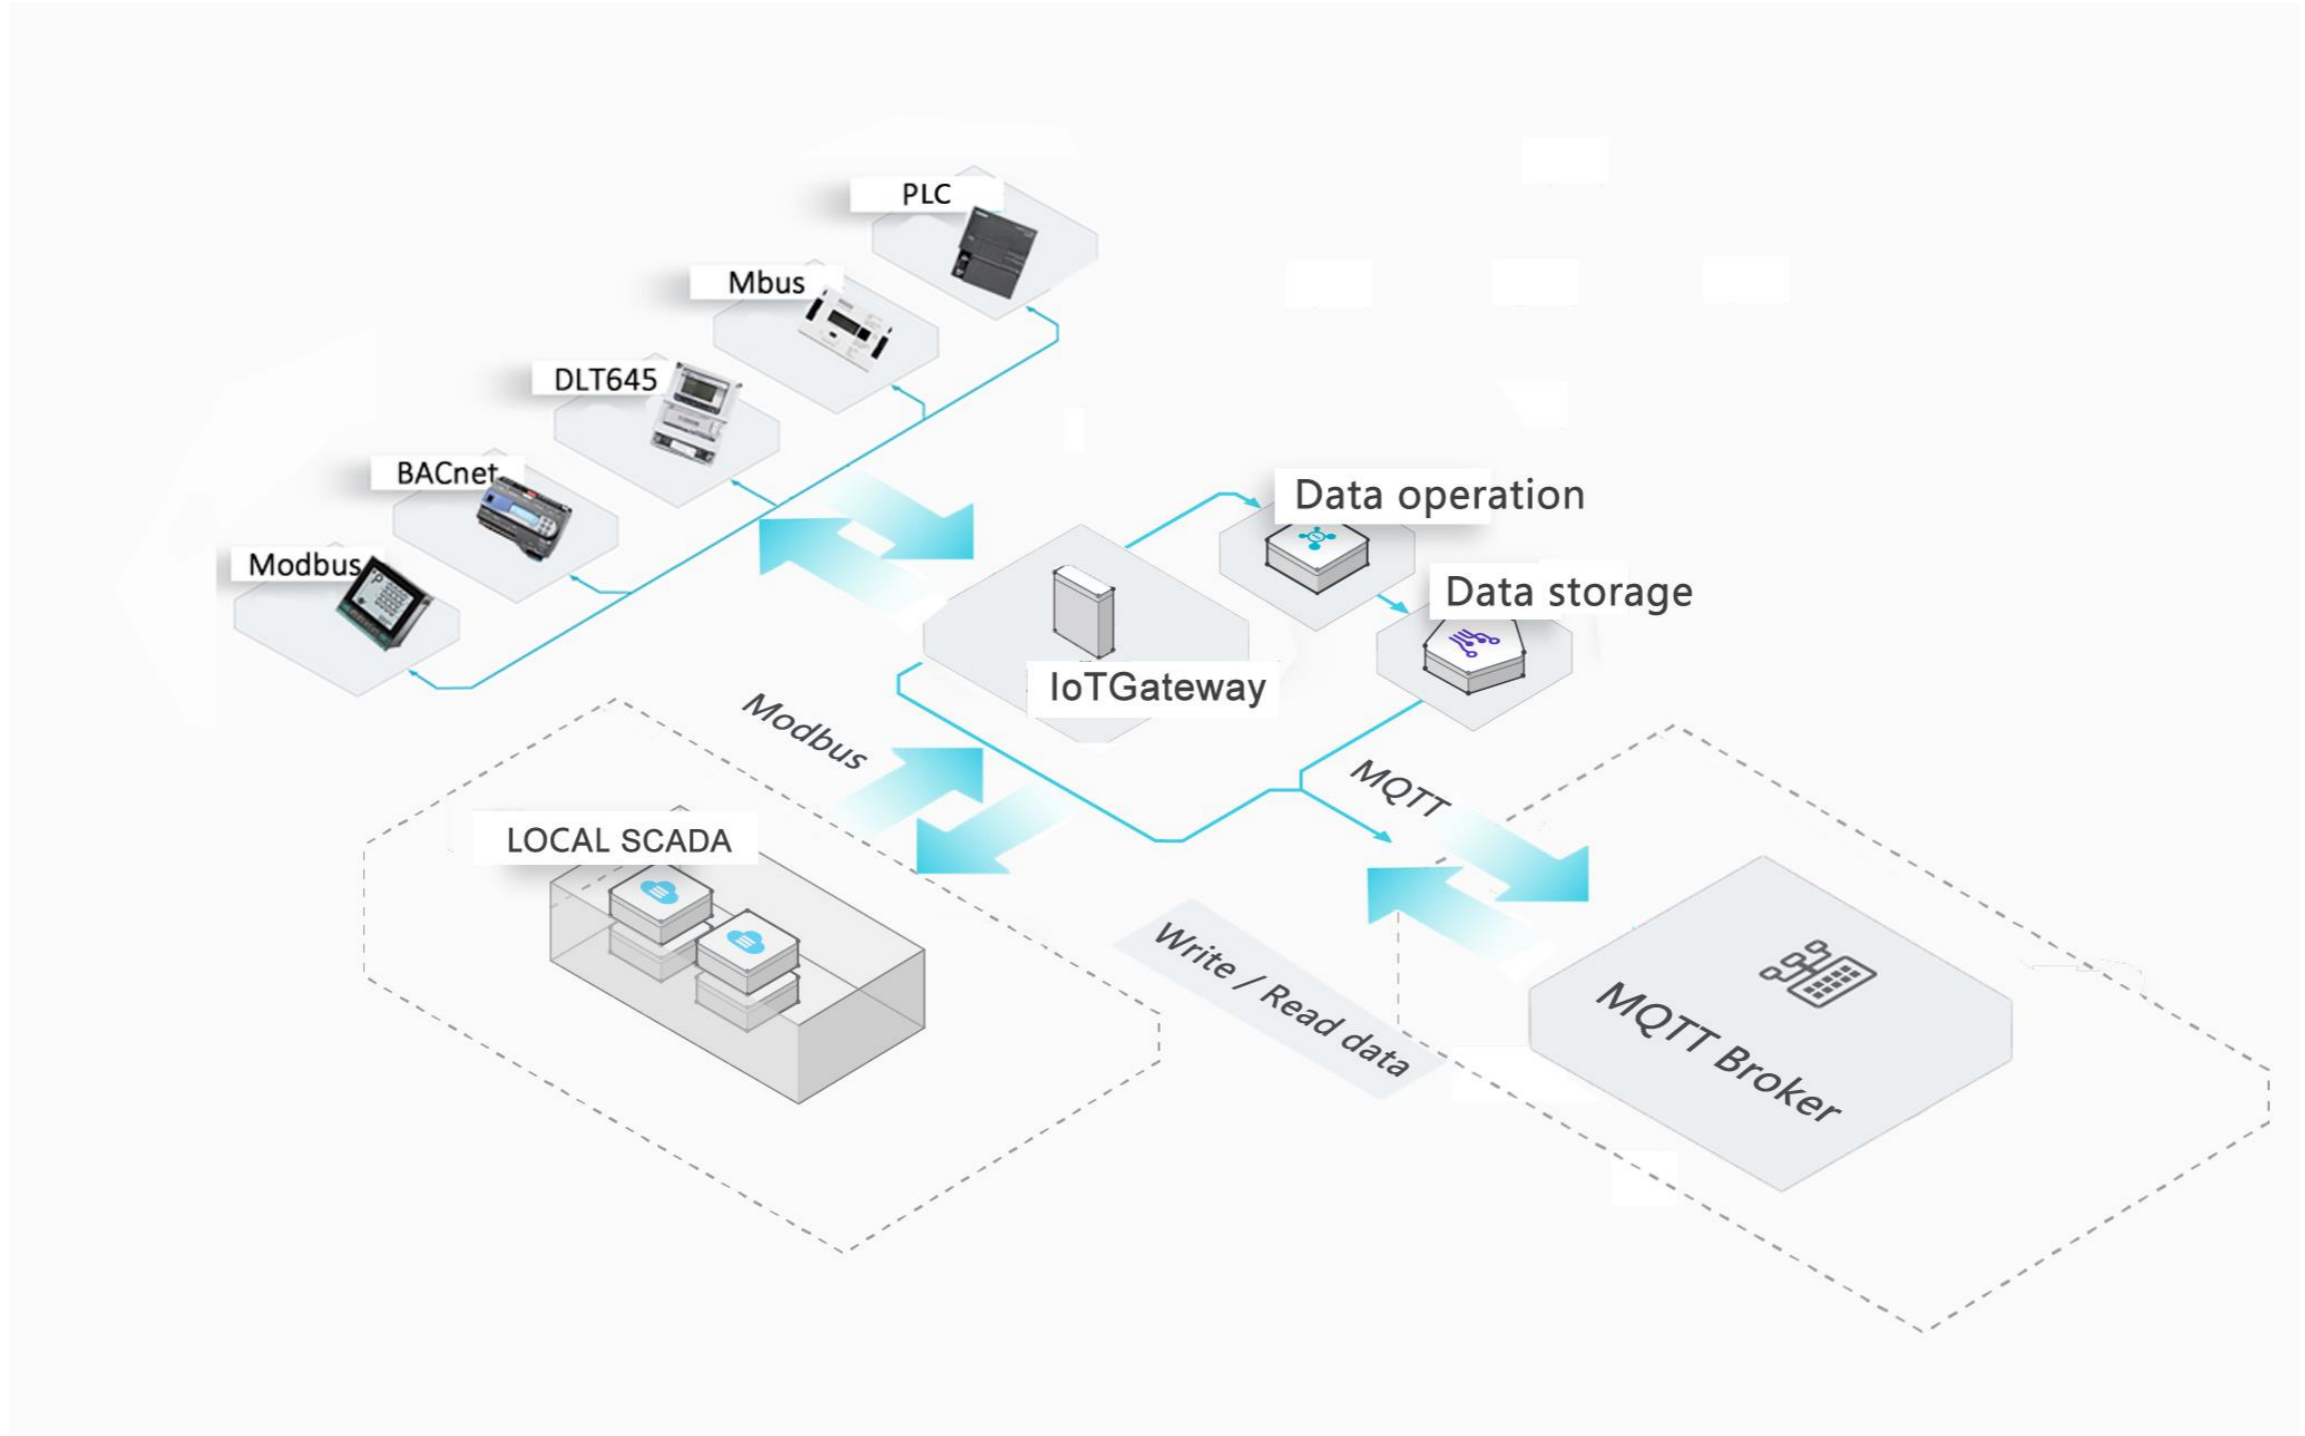 PLC
Mbus
DLT645
BACnet
Modbus
Data operation
Data storage
IoTGateway
Modbus
MQTT
LOCAL SCADA
Write / Read data
MQTT Broker